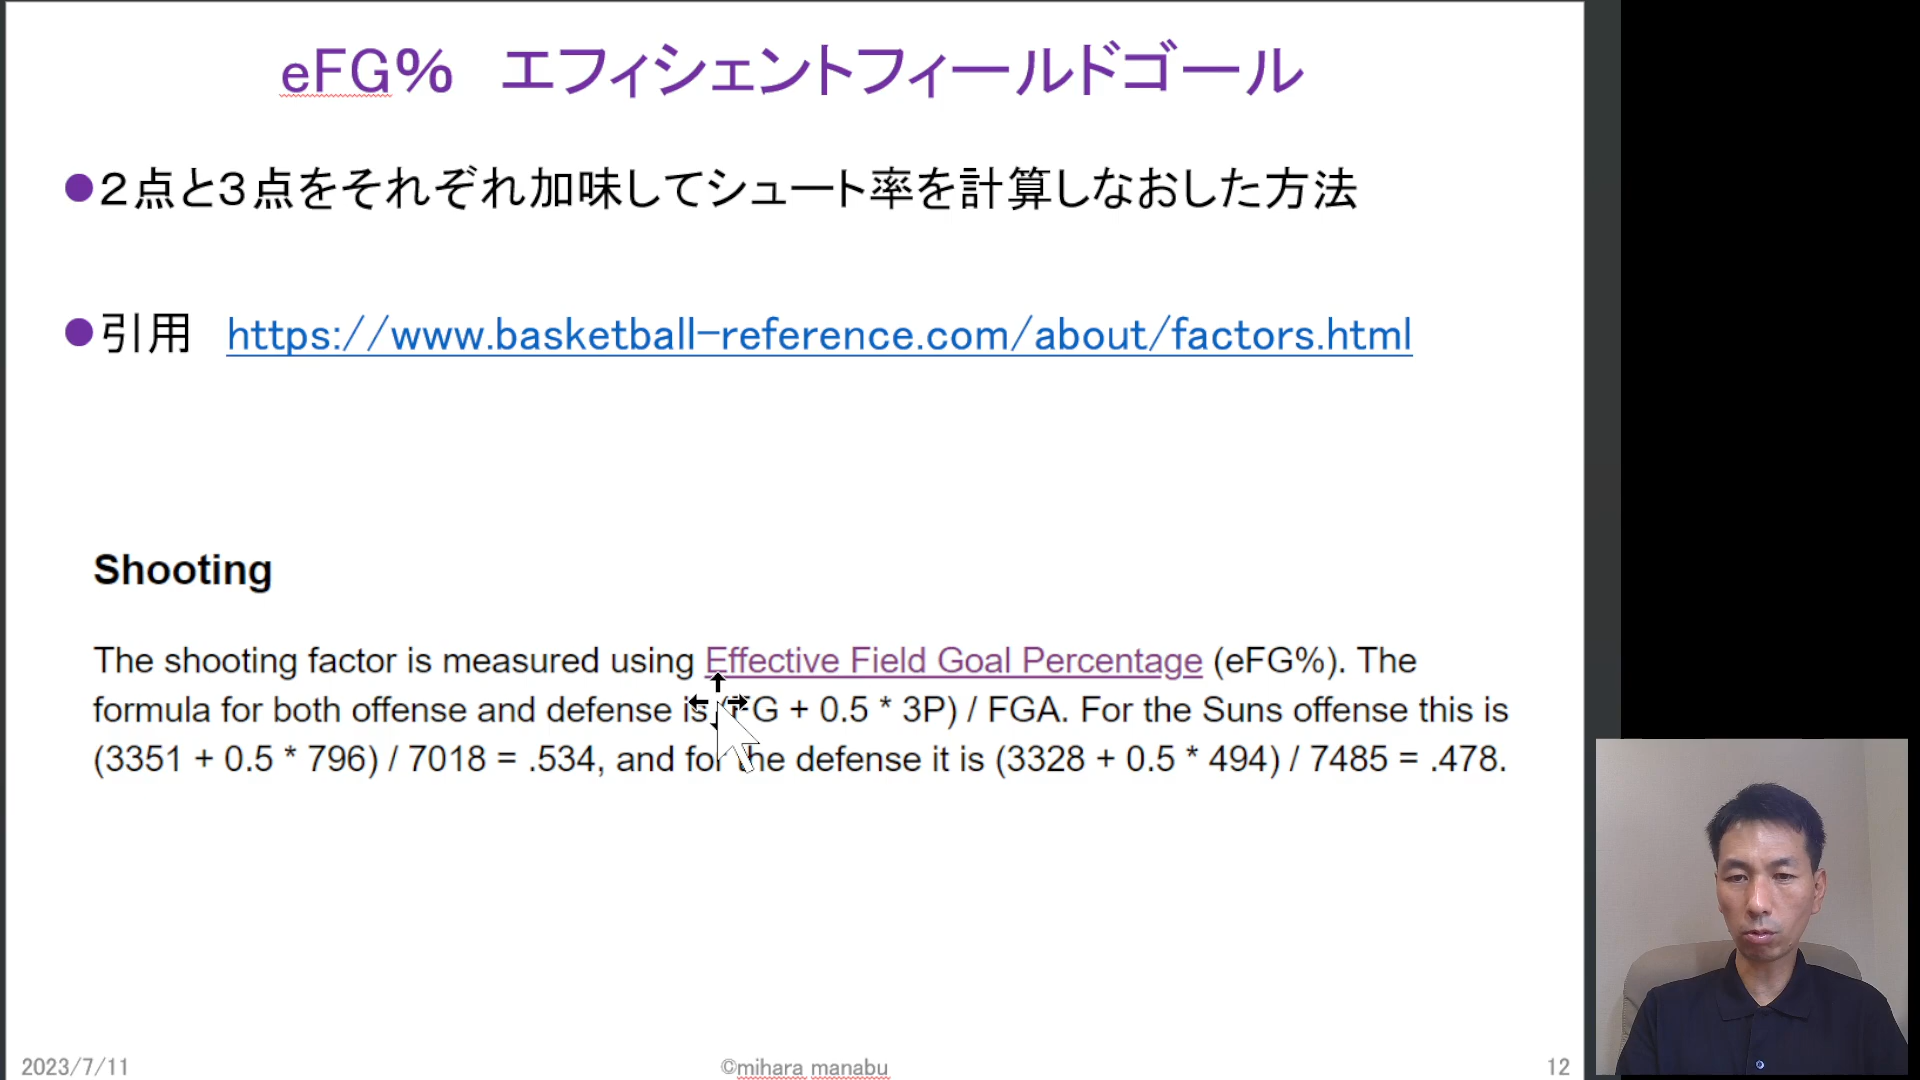 eFG%　エフィシェントフィールドゴール
●２点と３点をそれぞれ加味してシュート率を計算しなおした方法
●引用　https://www.basketball-reference.com/about/factors.html
Shooting
The shooting factor is measured using Effective Field Goal Percentage (eFG%). The
formula for both offense and defense is (FG + 0.5 * 3P) / FGA. For the Suns offense this is
(3351 + 0.5 * 796) / 7018 = .534, and for the defense it is (3328 + 0.5 * 494) / 7485 = .478.
2023/7/11
©mihara manabu
12